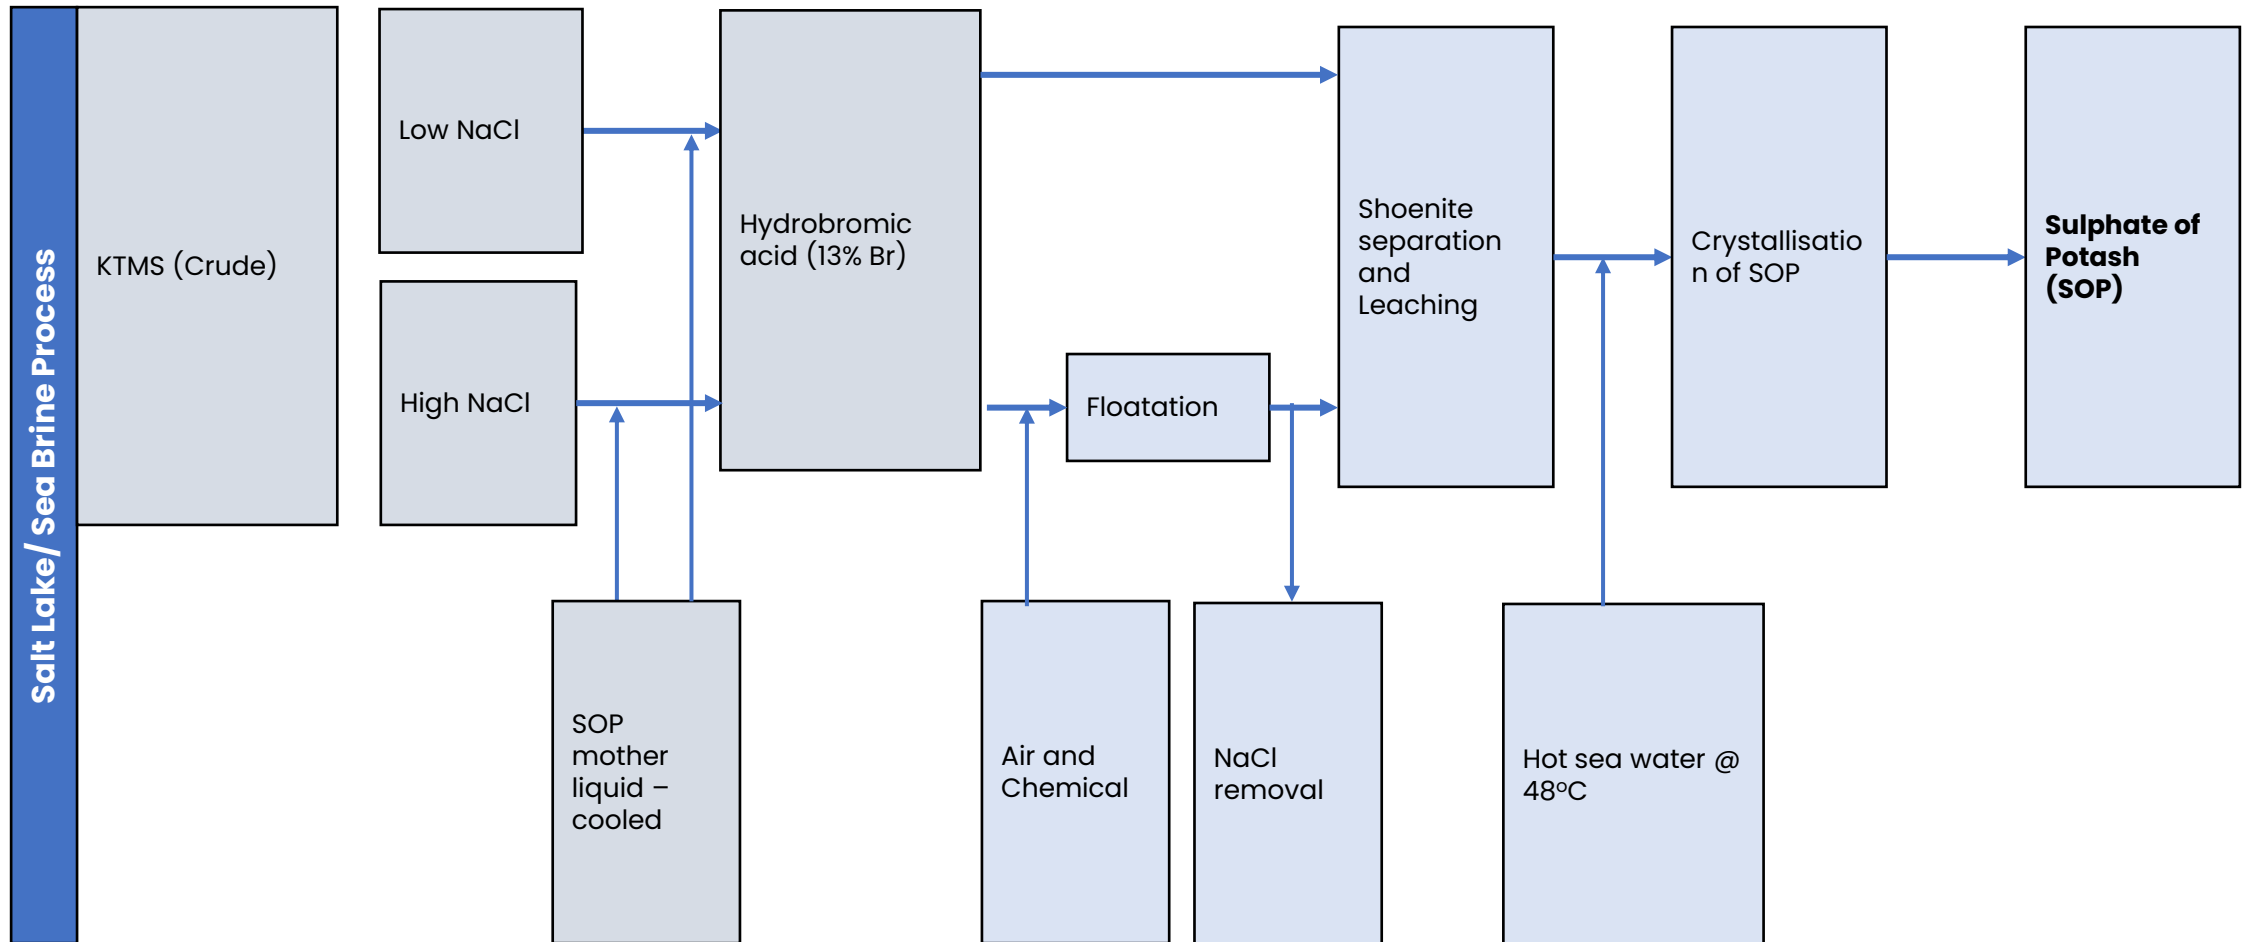 Salt Lake/ Sea Brine Process
KTMS (Crude)
Low NaCl
High NaCl
Hydrobromic
acid (13% Br)
Floatation
Shoenite
separation
and
Leaching
Crystallisatio
n of SOP
Sulphate of
Potash
(SOP)
SOP
mother
liquid –
cooled
Air and
Chemical
NaCl
removal
Hot sea water @
48°C